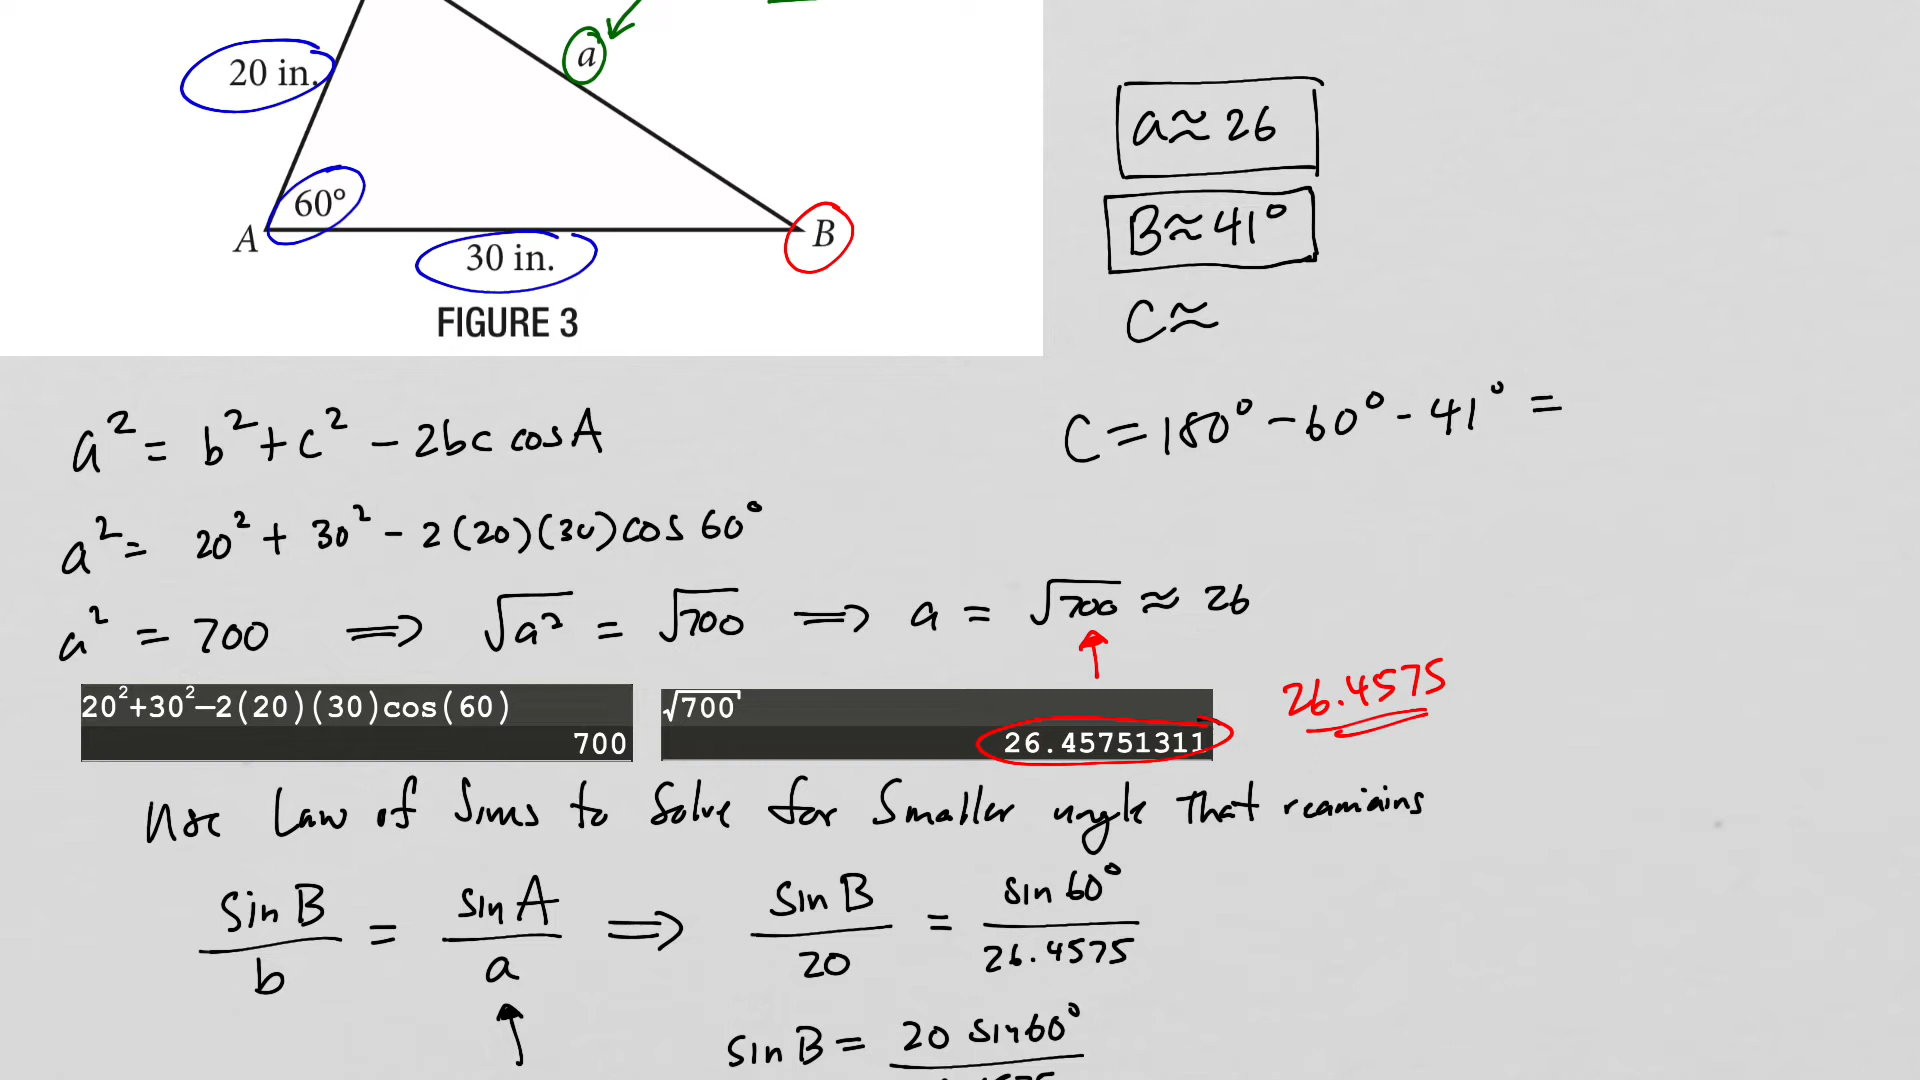 20 in.
a
60°
A
B
30 in.
FIGURE 3
a ≈ 26
B ≈ 41°
C ≈
C = 180° - 60° - 41° =
a² = b² + c² - 2bc cos A
a² = 20² + 30² - 2(20)(30)cos 60°
a² = 700 ⟹ √a² = √700 ⟹ a = √700 ≈ 26
20²+30²−2(20)(30)cos(60)
700
√700
26.45751311
26.4575
Use Law of Sines to Solve for Smaller angle that reamains
sin B / b = sin A / a ⟹ sin B / 20 = sin 60° / 26.4575
sin B = 20 sin 60°